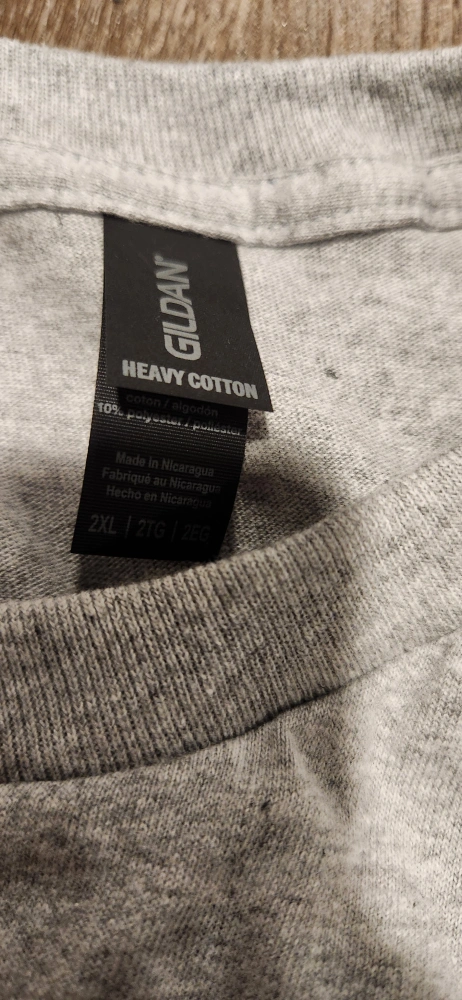 GILDAN®
HEAVY COTTON
coton / algodón
10% polyester / poliéster
Made in Nicaragua
Fabriqué au Nicaragua
Hecho en Nicaragua
2XL | 2TG | 2EG